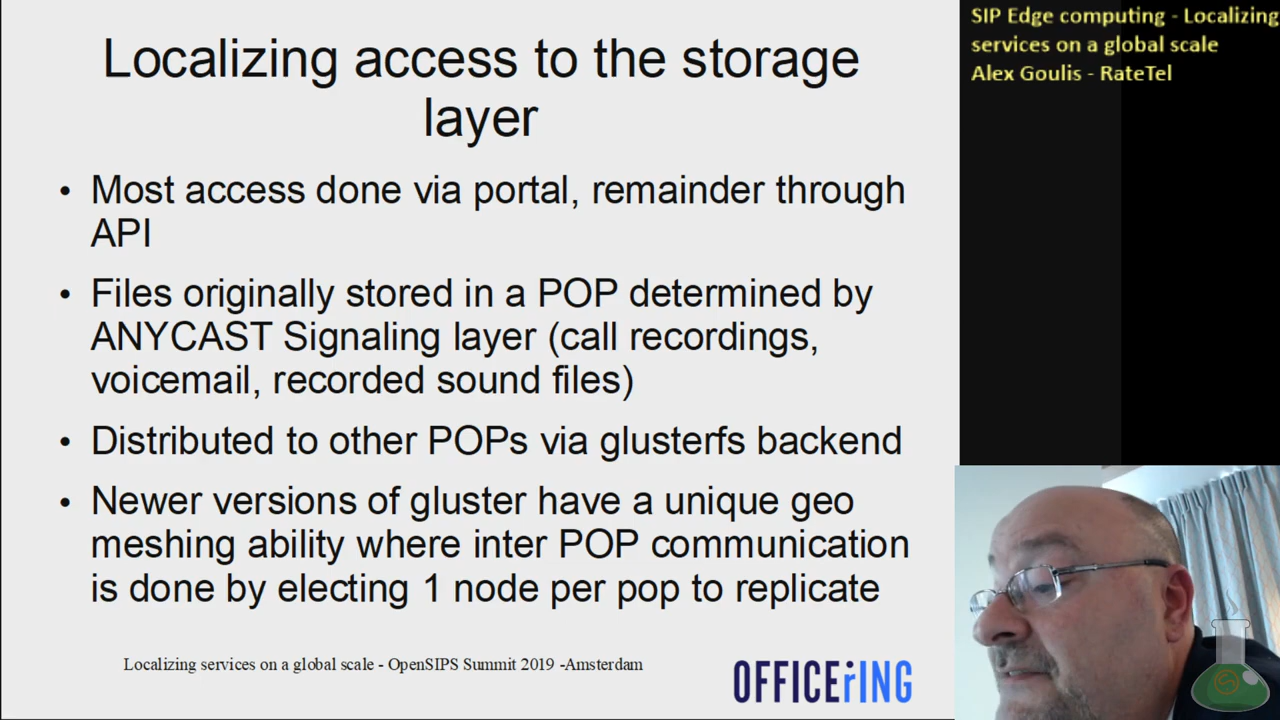 Localizing access to the storage
layer
• Most access done via portal, remainder through
API
• Files originally stored in a POP determined by
ANYCAST Signaling layer (call recordings,
voicemail, recorded sound files)
• Distributed to other POPs via glusterfs backend
• Newer versions of gluster have a unique geo
meshing ability where inter POP communication
is done by electing 1 node per pop to replicate
Localizing services on a global scale - OpenSIPS Summit 2019 -Amsterdam
OFFICERING
SIP Edge computing - Localizing
services on a global scale
Alex Goulis - RateTel